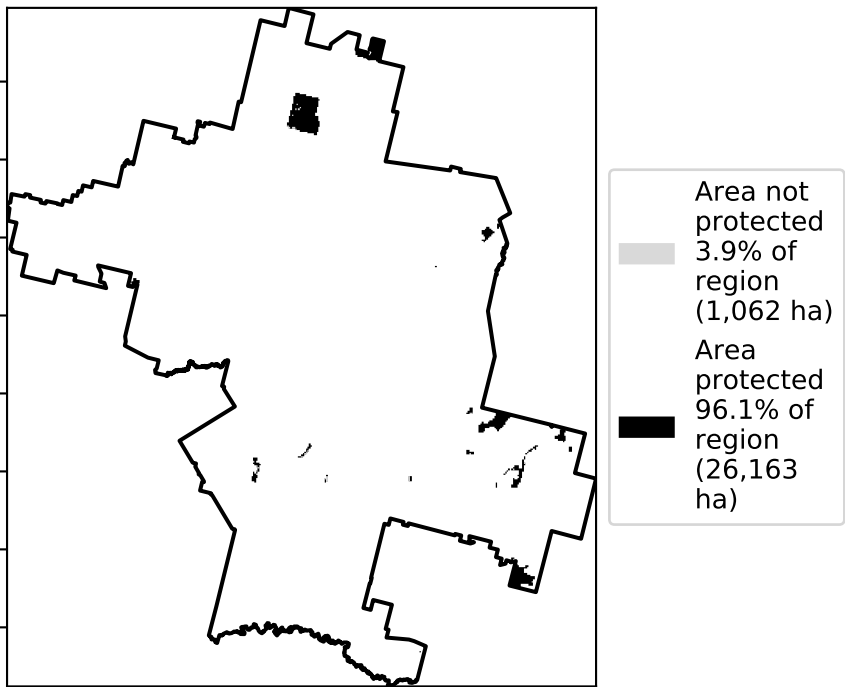 Area not
protected
3.9% of
region
(1,062 ha)
Area
protected
96.1% of
region
(26,163
ha)